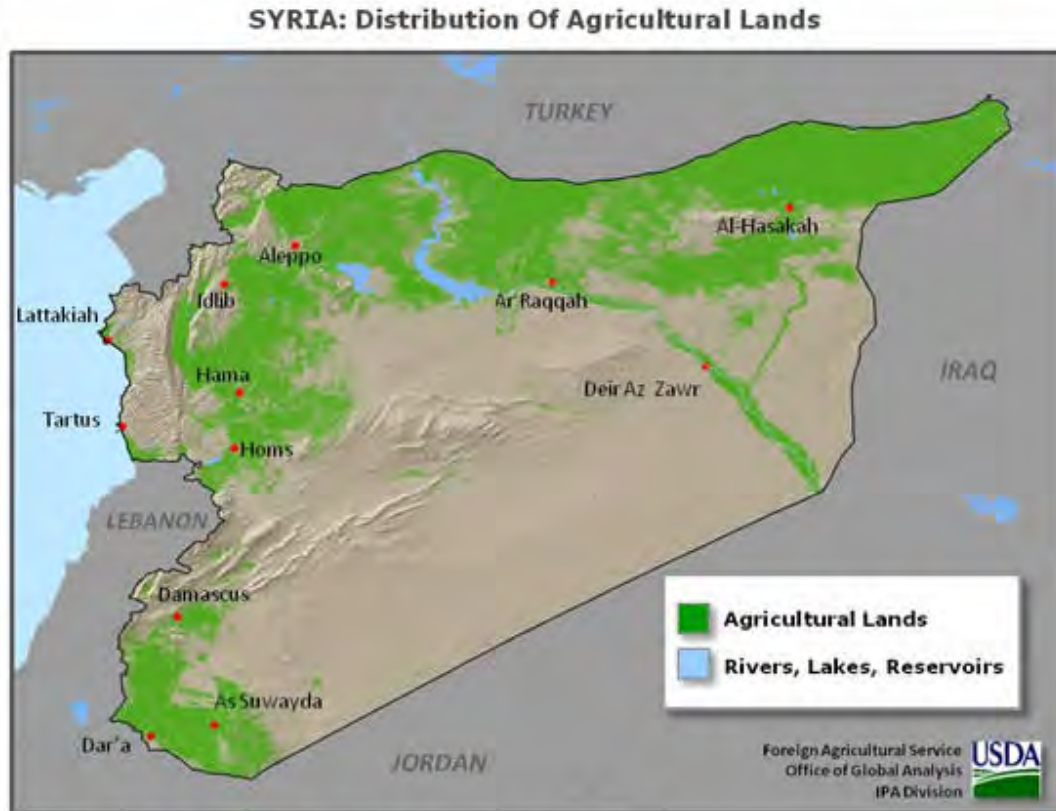 SYRIA: Distribution Of Agricultural Lands
TURKEY
Al-Hasakah
Aleppo
Idlib
Ar Raqqah
Lattakiah
Hama
Deir Az Zawr
IRAQ
Tartus
Homs
LEBANON
Damascus
Agricultural Lands
Rivers, Lakes, Reservoirs
As Suwayda
Dar'a
JORDAN
Foreign Agricultural Service
Office of Global Analysis
IPA Division
USDA